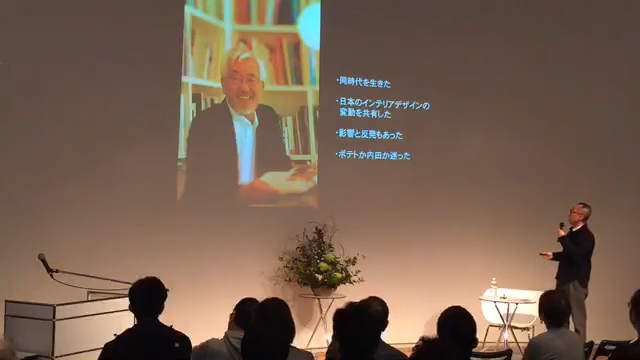 ・同時代を生きた
・日本のインテリアデザインの
変動を共有した
・影響と反発もあった
・ポテトか内田か迷った